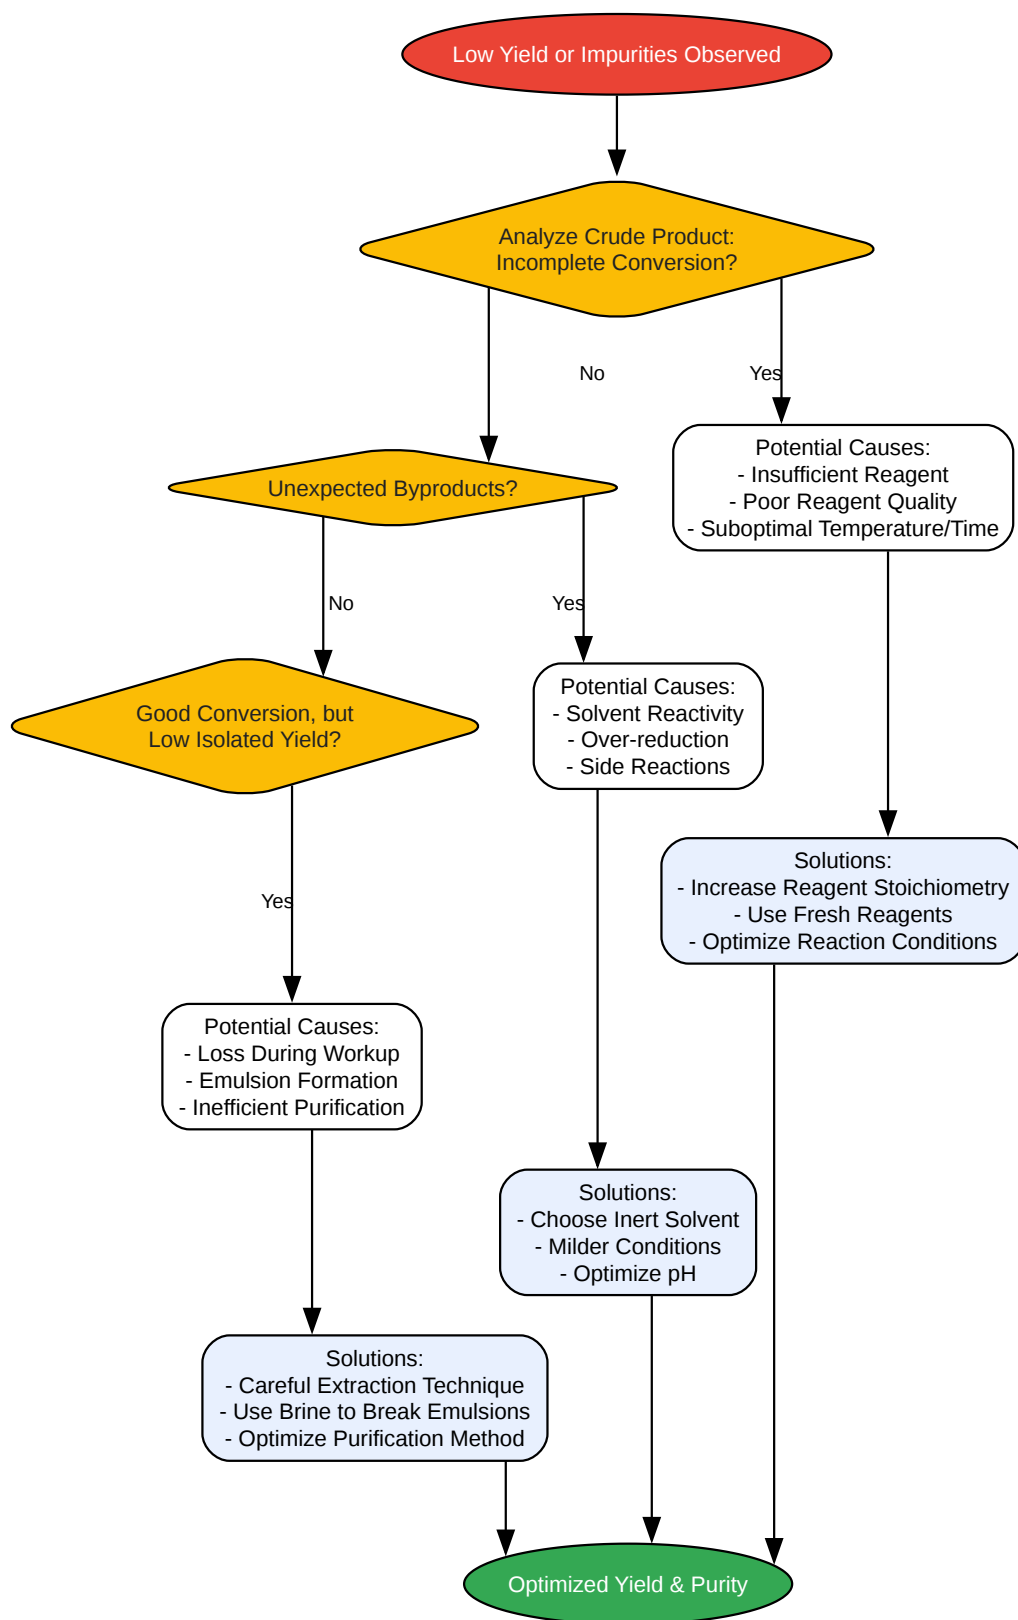 Low Yield or Impurities Observed
Analyze Crude Product:
Incomplete Conversion?
No
Yes
Potential Causes:
- Insufficient Reagent
- Poor Reagent Quality
- Suboptimal Temperature/Time
Unexpected Byproducts?
No
Yes
Good Conversion, but
Low Isolated Yield?
Potential Causes:
- Solvent Reactivity
- Over-reduction
- Side Reactions
Solutions:
- Increase Reagent Stoichiometry
- Use Fresh Reagents
- Optimize Reaction Conditions
Yes
Potential Causes:
- Loss During Workup
- Emulsion Formation
- Inefficient Purification
Solutions:
- Choose Inert Solvent
- Milder Conditions
- Optimize pH
Solutions:
- Careful Extraction Technique
- Use Brine to Break Emulsions
- Optimize Purification Method
Optimized Yield & Purity